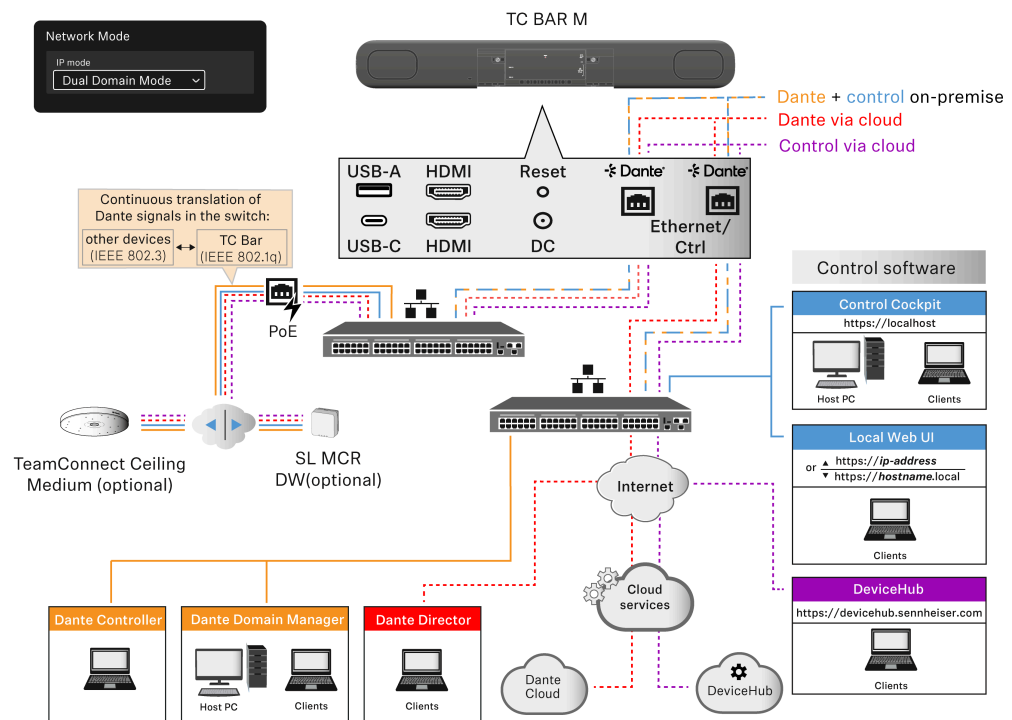 TC BAR M
Network Mode
IP mode
Dual Domain Mode
Dante + control on-premise
Dante via cloud
Control via cloud
USB-A
HDMI
Reset
Dante
Dante
USB-C
HDMI
DC
Ethernet/
Ctrl
Continuous translation of
Dante signals in the switch:
other devices
(IEEE 802.3)
TC Bar
(IEEE 802.1q)
PoE
Control software
Control Cockpit
https://localhost
Host PC
Clients
TeamConnect Ceiling
Medium (optional)
SL MCR
DW(optional)
Local Web UI
or
https://ip-address
https://hostname.local
Clients
Internet
Cloud
services
DeviceHub
https://devicehub.sennheiser.com
Clients
Dante Controller
Dante Domain Manager
Host PC
Clients
Dante Director
Clients
Dante
Cloud
DeviceHub